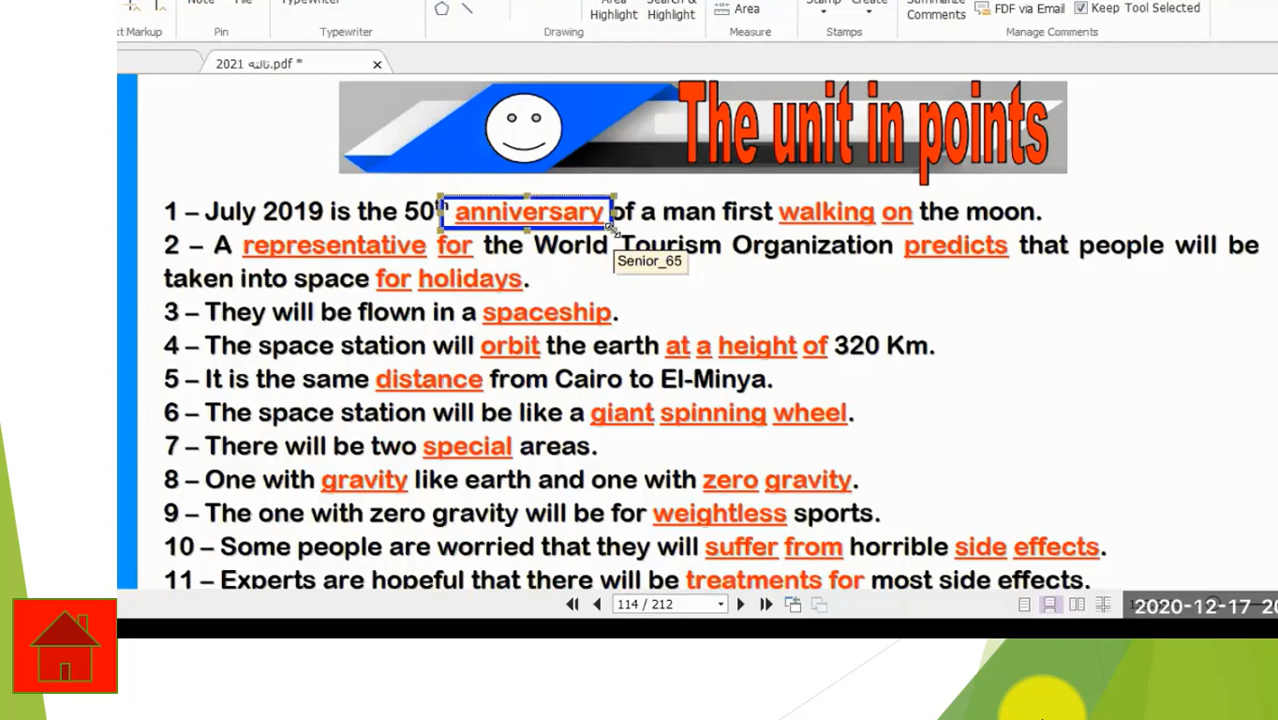 Note
Typewriter
Area
Search &
Area
Stamp
Create
Summarize
FDF via Email
Keep Tool Selected
Highlight
Highlight
Comments
Pin
Typewriter
Drawing
Measure
Stamps
Manage Comments
ext Markup
2021 ثالثه.pdf *
The unit in points
1 – July 2019 is the 50th anniversary of a man first walking on the moon.
Senior_65
2 – A representative for the World Tourism Organization predicts that people will be
taken into space for holidays.
3 – They will be flown in a spaceship.
4 – The space station will orbit the earth at a height of 320 Km.
5 – It is the same distance from Cairo to El-Minya.
6 – The space station will be like a giant spinning wheel.
7 – There will be two special areas.
8 – One with gravity like earth and one with zero gravity.
9 – The one with zero gravity will be for weightless sports.
10 – Some people are worried that they will suffer from horrible side effects.
11 – Experts are hopeful that there will be treatments for most side effects.
114 / 212
2020-12-17 20